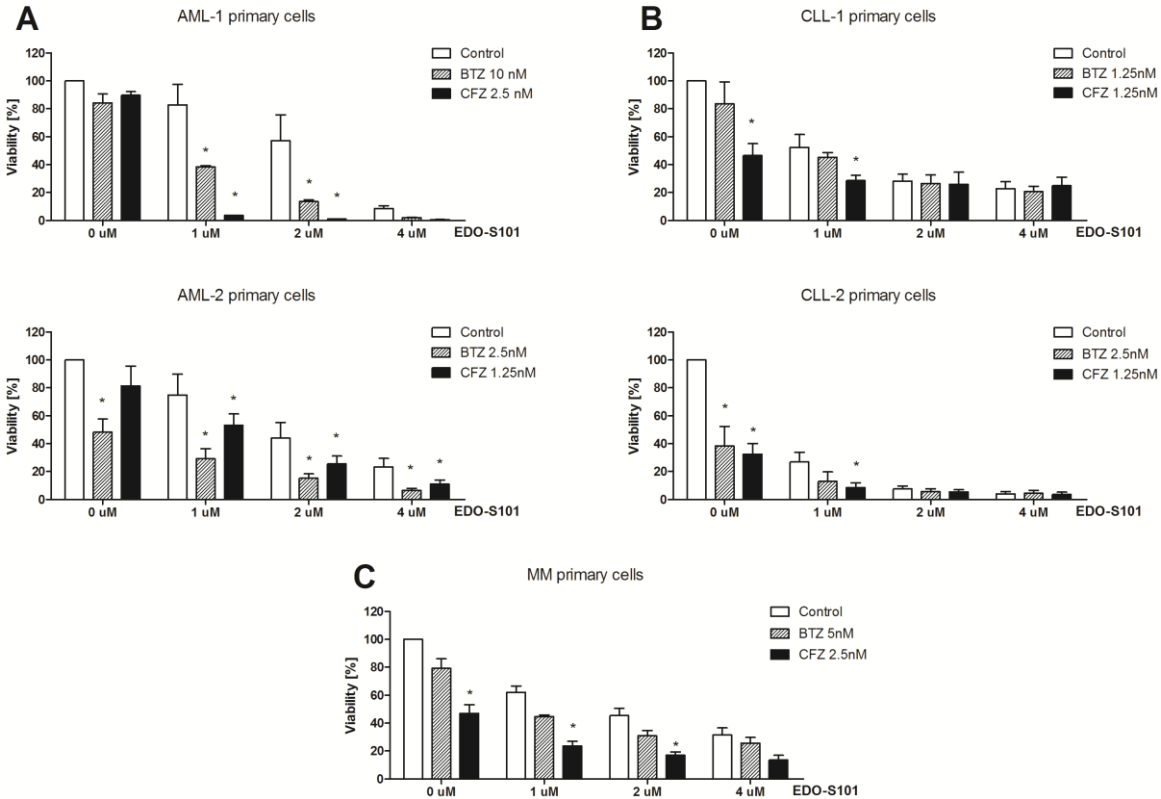 A
AML-1 primary cells
Viability [%]
120
100
80
60
40
20
0
Control
BTZ 10 nM
CFZ 2.5 nM
* * * *
0 uM 1 uM 2 uM 4 uM EDO-S101
AML-2 primary cells
Viability [%]
120
100
80
60
40
20
0
Control
BTZ 2.5nM
CFZ 1.25nM
* * * * * * *
0 uM 1 uM 2 uM 4 uM EDO-S101
B
CLL-1 primary cells
Viability [%]
120
100
80
60
40
20
0
Control
BTZ 1.25nM
CFZ 1.25nM
* *
0 uM 1 uM 2 uM 4 uM EDO-S101
CLL-2 primary cells
Viability [%]
120
100
80
60
40
20
0
Control
BTZ 2.5nM
CFZ 1.25nM
* * *
0 uM 1 uM 2 uM 4 uM EDO-S101
C
MM primary cells
Viability [%]
120
100
80
60
40
20
0
Control
BTZ 5nM
CFZ 2.5nM
* * *
0 uM 1 uM 2 uM 4 uM EDO-S101